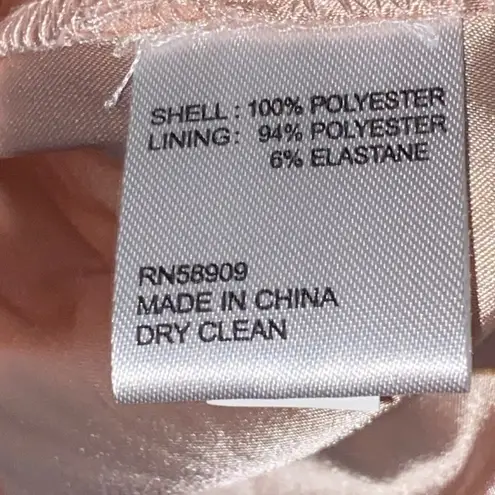 SHELL : 100% POLYESTER
LINING: 94% POLYESTER
6% ELASTANE
RN58909
MADE IN CHINA
DRY CLEAN